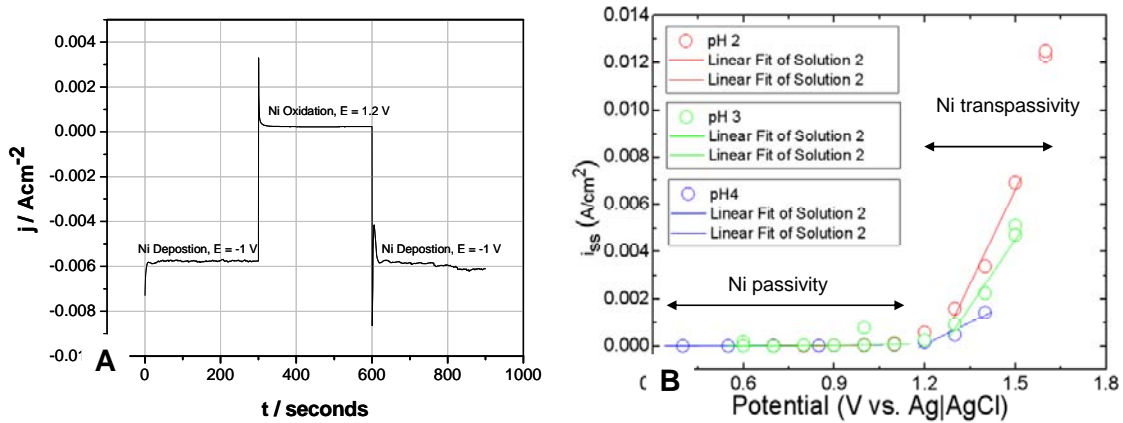 A
0.004
0.002
0.000
-0.002
-0.004
-0.006
-0.008
-0.01
0
200
400
600
800
1000
j / Acm-2
t / seconds
Ni Oxidation, E = 1.2 V
Ni Depostion, E = -1 V
Ni Depostion, E = -1 V
B
0.014
0.012
0.010
0.008
0.006
0.004
0.002
0.000
0.6
0.9
1.2
1.5
1.8
iss (A/cm2)
Potential (V vs. Ag|AgCl)
pH 2
Linear Fit of Solution 2
Linear Fit of Solution 2
pH 3
Linear Fit of Solution 2
Linear Fit of Solution 2
pH4
Linear Fit of Solution 2
Linear Fit of Solution 2
Ni transpassivity
Ni passivity